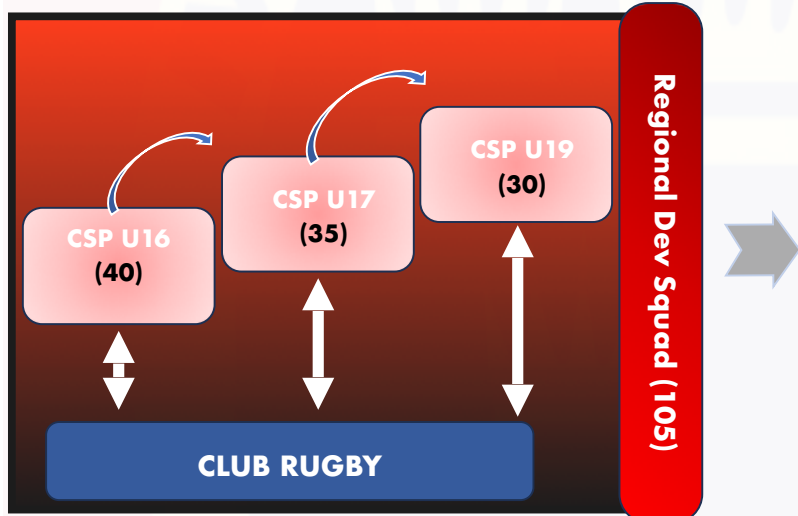 CSP U16
(40)
CSP U17
(35)
CSP U19
(30)
CLUB RUGBY
Regional Dev Squad (105)